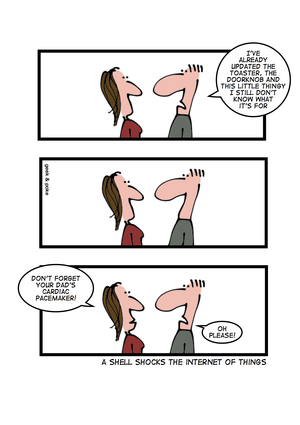 I'VE
ALREADY
UPDATED THE
TOASTER, THE
DOORKNOB AND
THIS LITTLE THINGY
I STILL DON'T
KNOW WHAT
IT'S FOR
geek & poke
DON'T FORGET
YOUR DAD'S
CARDIAC
PACEMAKER!
OH
PLEASE!
A SHELL SHOCKS THE INTERNET OF THINGS